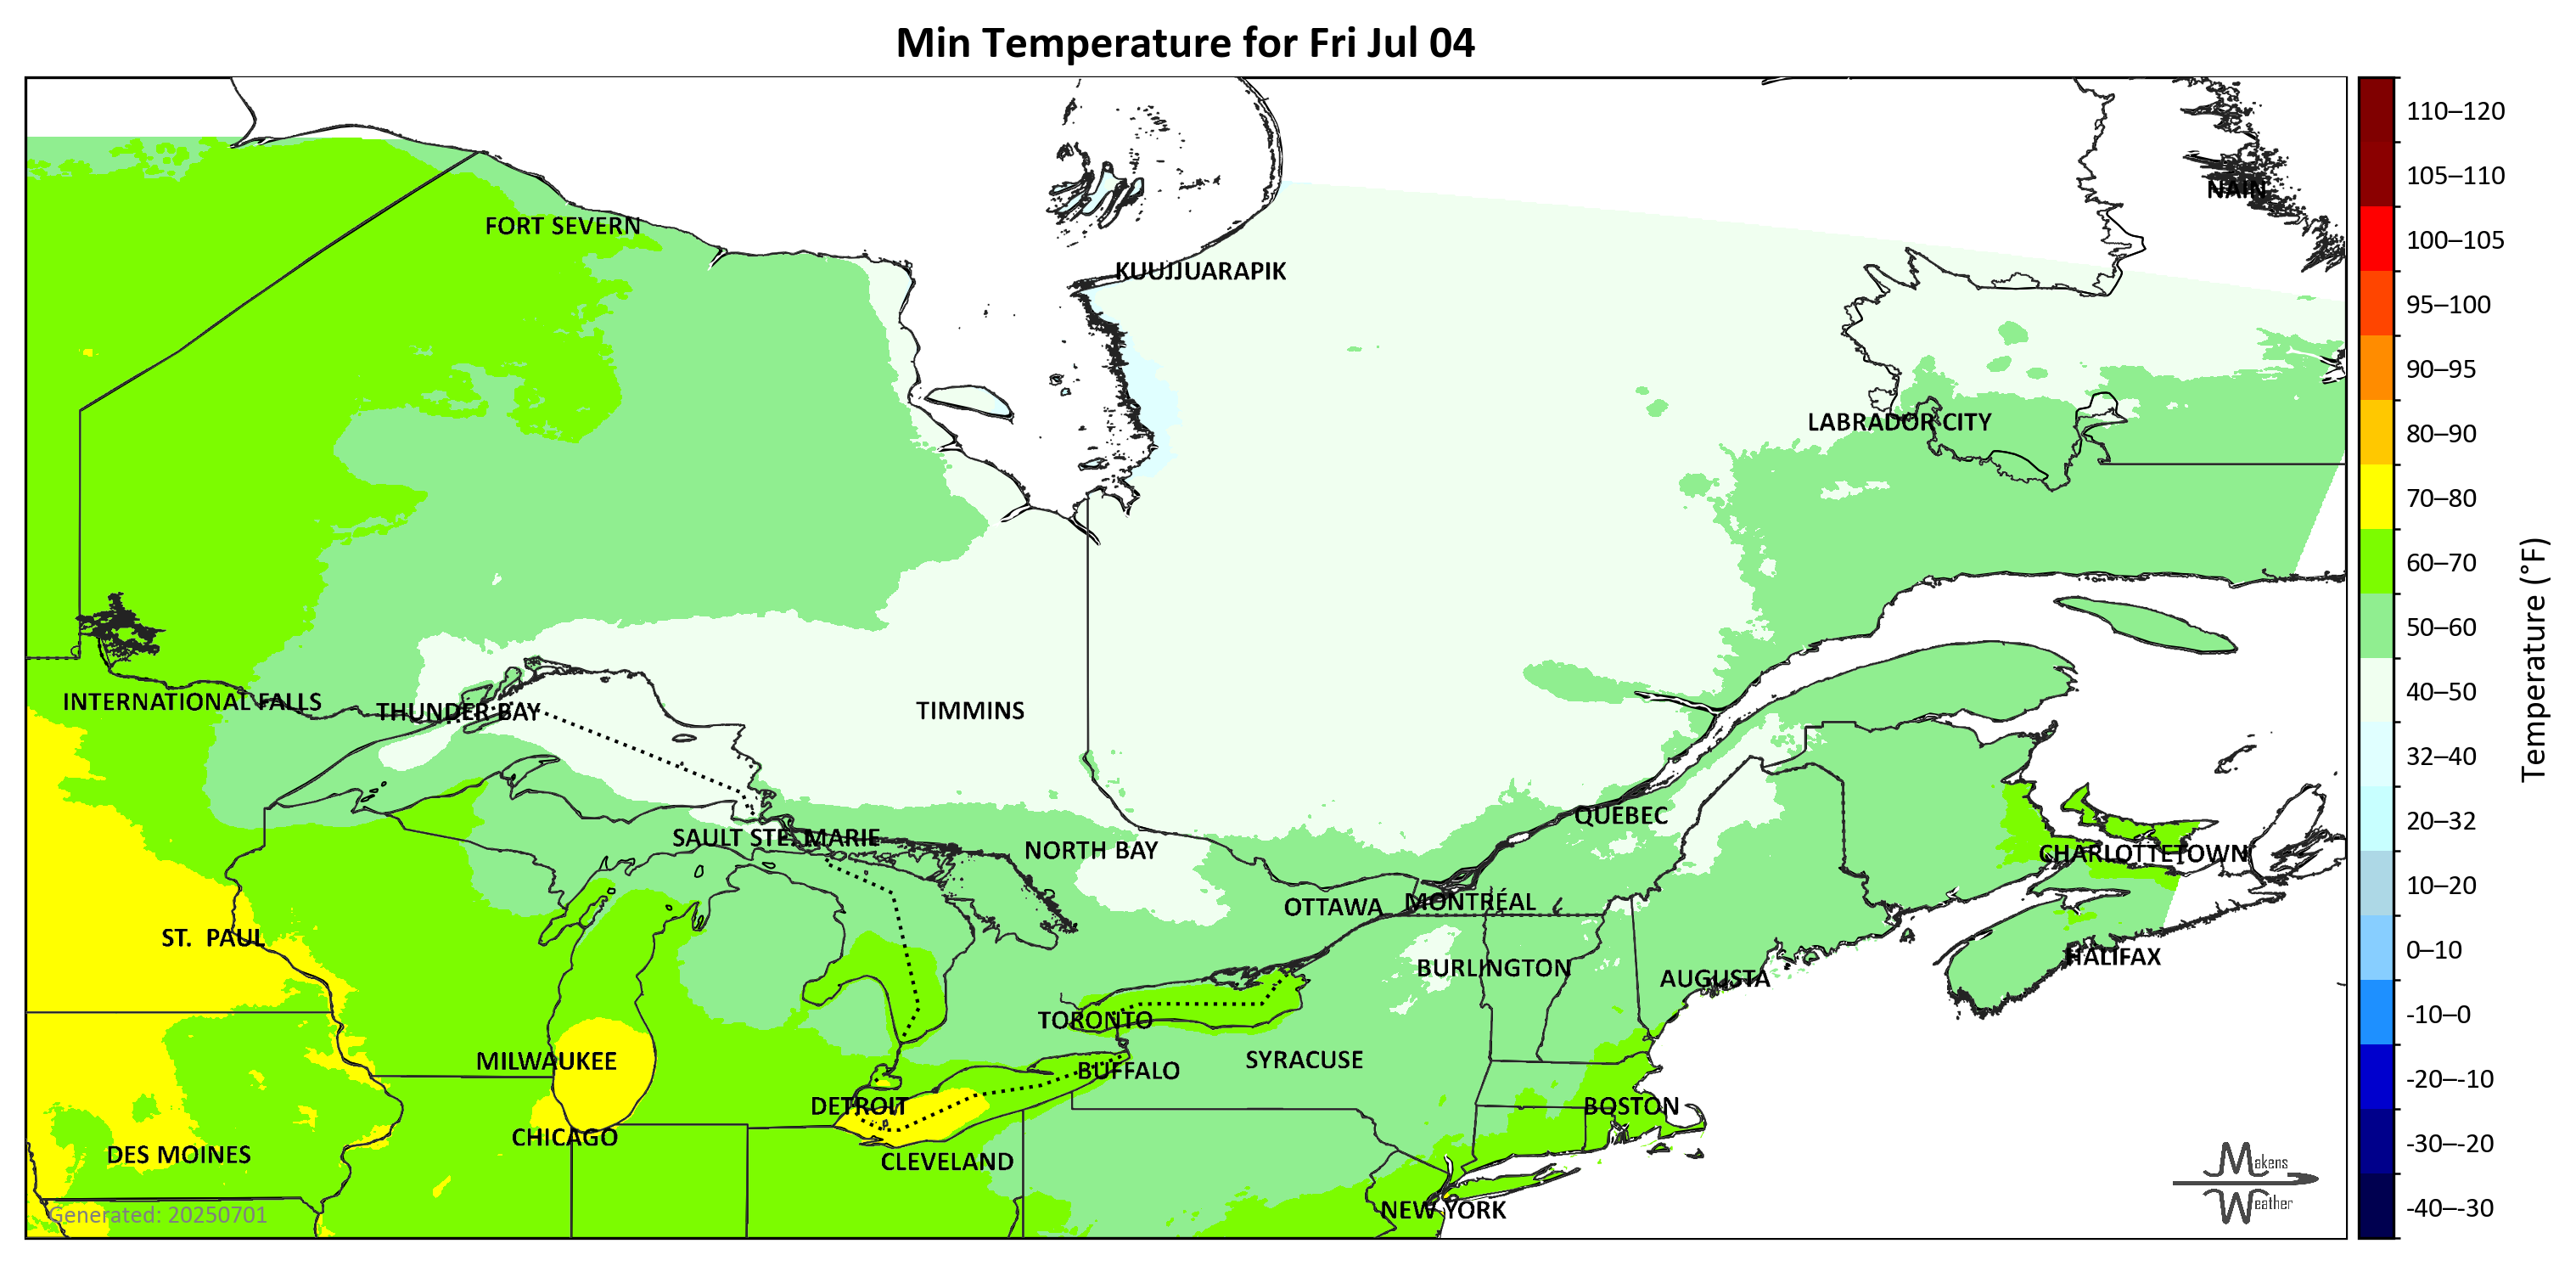 Min Temperature for Fri Jul 04
110–120
105–110
NAIN
100–105
FORT SEVERN
KUUJJUARAPIK
95–100
90–95
LABRADOR CITY
80–90
70–80
60–70
50–60
Temperature (°F)
40–50
INTERNATIONAL FALLS
THUNDER BAY
TIMMINS
32–40
QUEBEC
20–32
SAULT STE. MARIE
NORTH BAY
CHARLOTTETOWN
10–20
OTTAWA
MONTRÉAL
ST. PAUL
0–10
HALIFAX
BURLINGTON
AUGUSTA
-10–0
TORONTO
MILWAUKEE
SYRACUSE
BUFFALO
-20–-10
DETROIT
BOSTON
CHICAGO
-30–-20
DES MOINES
CLEVELAND
Makens
Weather
NEW YORK
-40–-30
Generated: 20250701